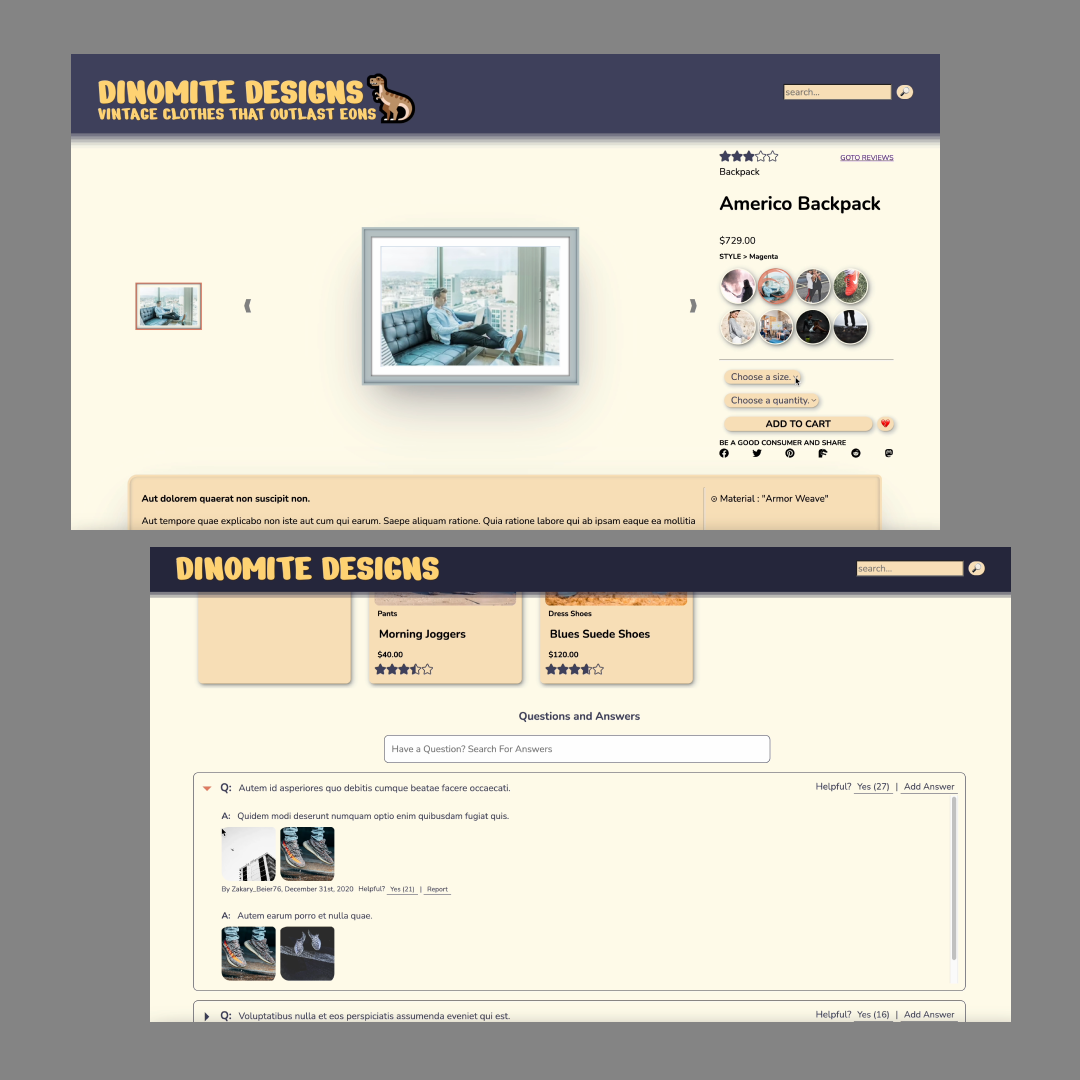 DINOMITE DESIGNS
VINTAGE CLOTHES THAT OUTLAST EONS
search...
GOTO REVIEWS
Backpack
Americo Backpack
$729.00
STYLE > Magenta
Choose a size.
Choose a quantity.
ADD TO CART
BE A GOOD CONSUMER AND SHARE
Aut dolorem quaerat non suscipit non.
Aut tempore quae explicabo non iste aut cum qui earum. Saepe aliquam ratione. Quia ratione labore qui ab ipsam eaque ea mollitia
Material : "Armor Weave"
DINOMITE DESIGNS
search...
Pants
Morning Joggers
$40.00
Dress Shoes
Blues Suede Shoes
$120.00
Questions and Answers
Have a Question? Search For Answers
Q: Autem id asperiores quo debitis cumque beatae facere occaecati.
Helpful? Yes (27) | Add Answer
A: Quidem modi deserunt numquam optio enim quibusdam fugiat quis.
By Zakary_Beier76, December 31st, 2020 Helpful? Yes (21) | Report
A: Autem earum porro et nulla quae.
Q: Voluptatibus nulla et eos perspiciatis assumenda eveniet qui est.
Helpful? Yes (16) | Add Answer